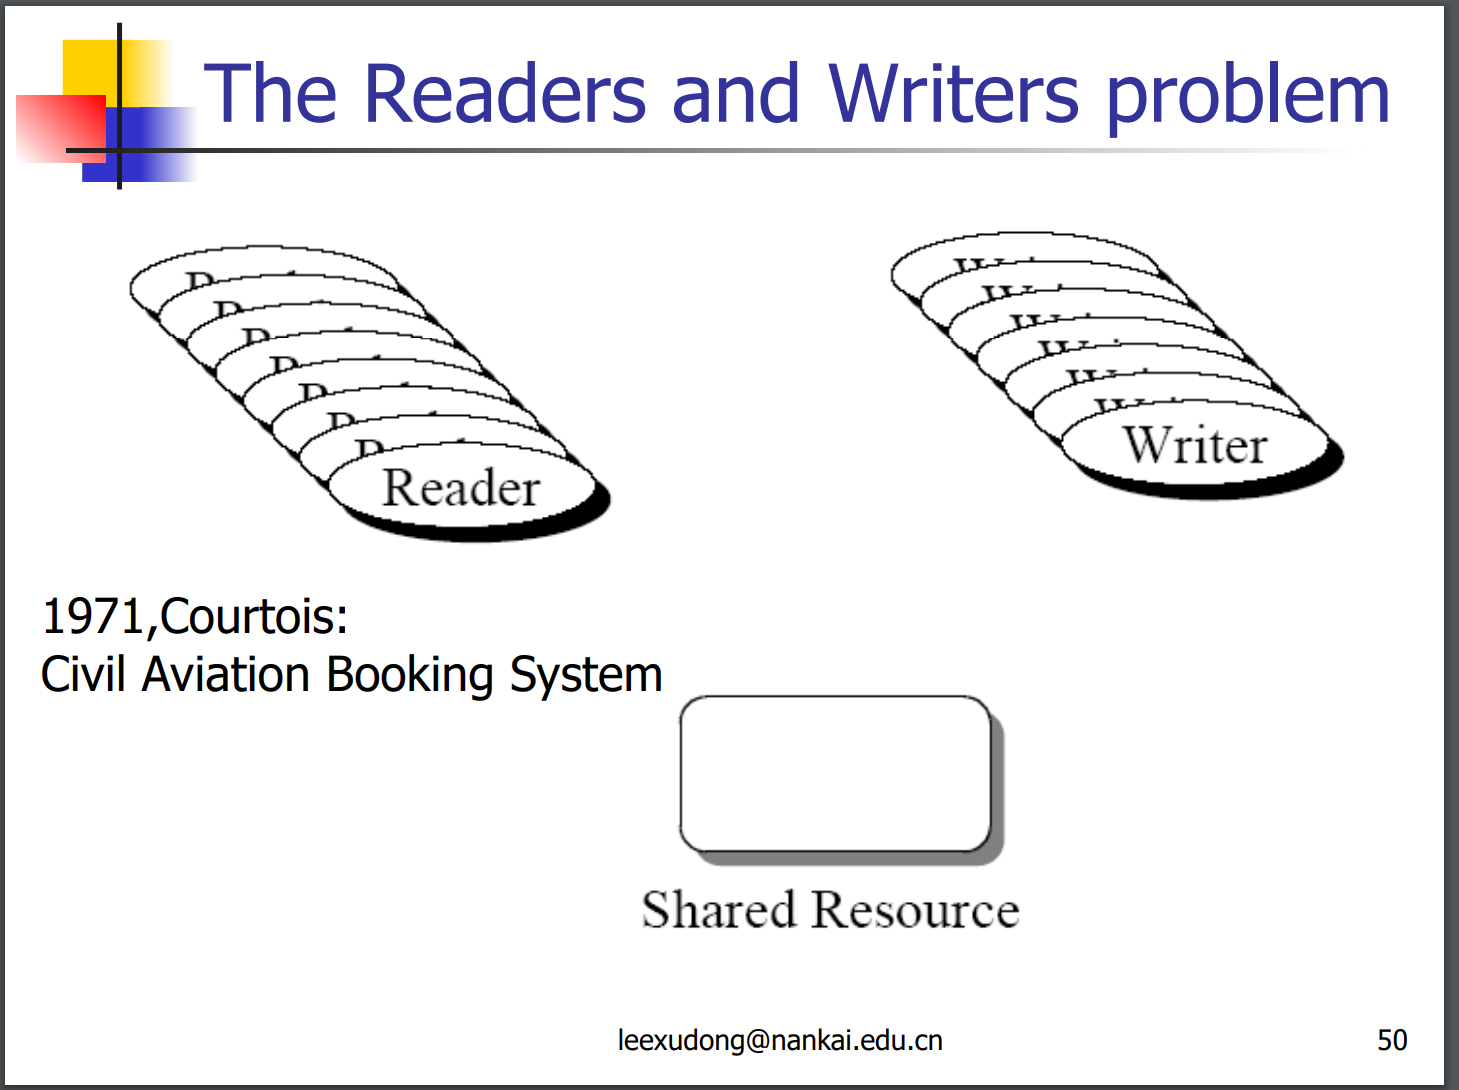 The Readers and Writers problem
Reader
Writer
1971,Courtois:
Civil Aviation Booking System
Shared Resource
leexudong@nankai.edu.cn
50